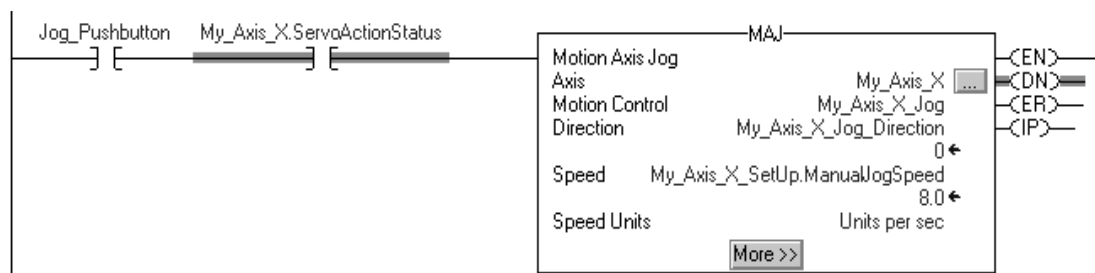 Jog_Pushbutton My_Axis_X.ServoActionStatus
MAJ
Motion Axis Jog
Axis My_Axis_X ...
Motion Control My_Axis_X_Jog
Direction My_Axis_X_Jog_Direction
0
Speed My_Axis_X_SetUp.ManualJogSpeed
8.0
Speed Units Units per sec
More >>
EN
DN
ER
IP